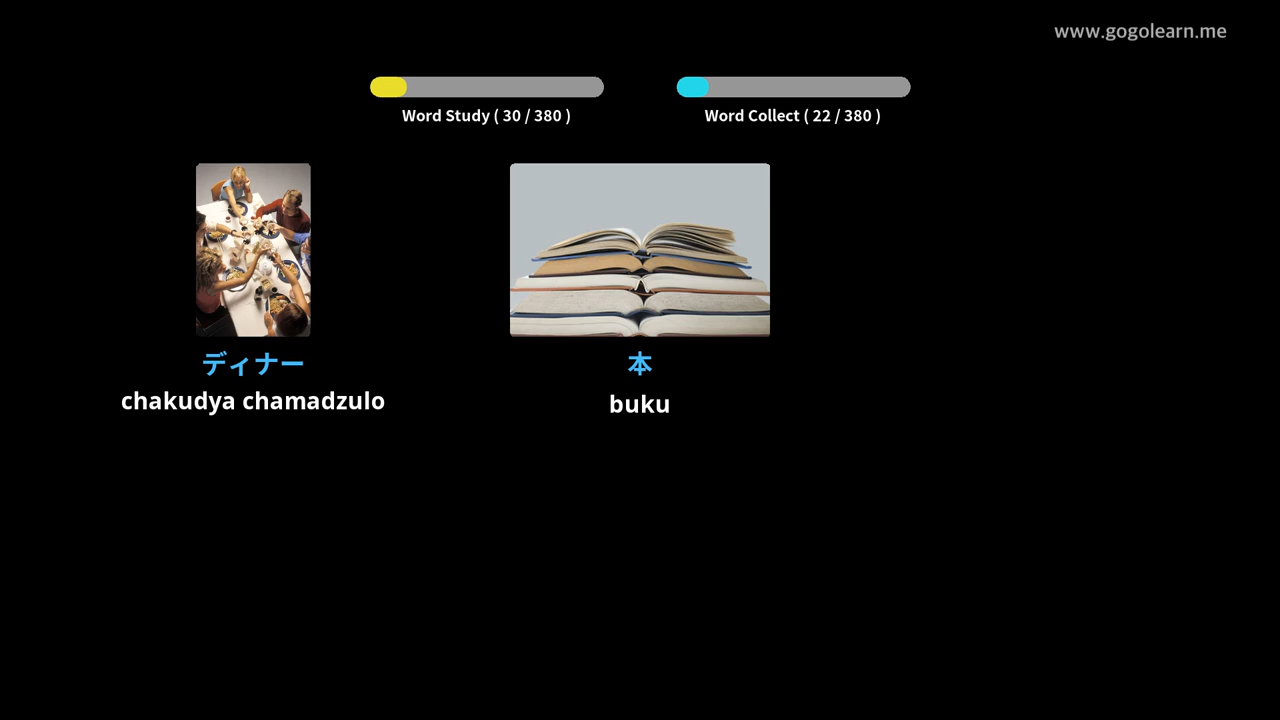 www.gogolearn.me
Word Study ( 30 / 380 )
Word Collect ( 22 / 380 )
ディナー
chakudya chamadzulo
本
buku